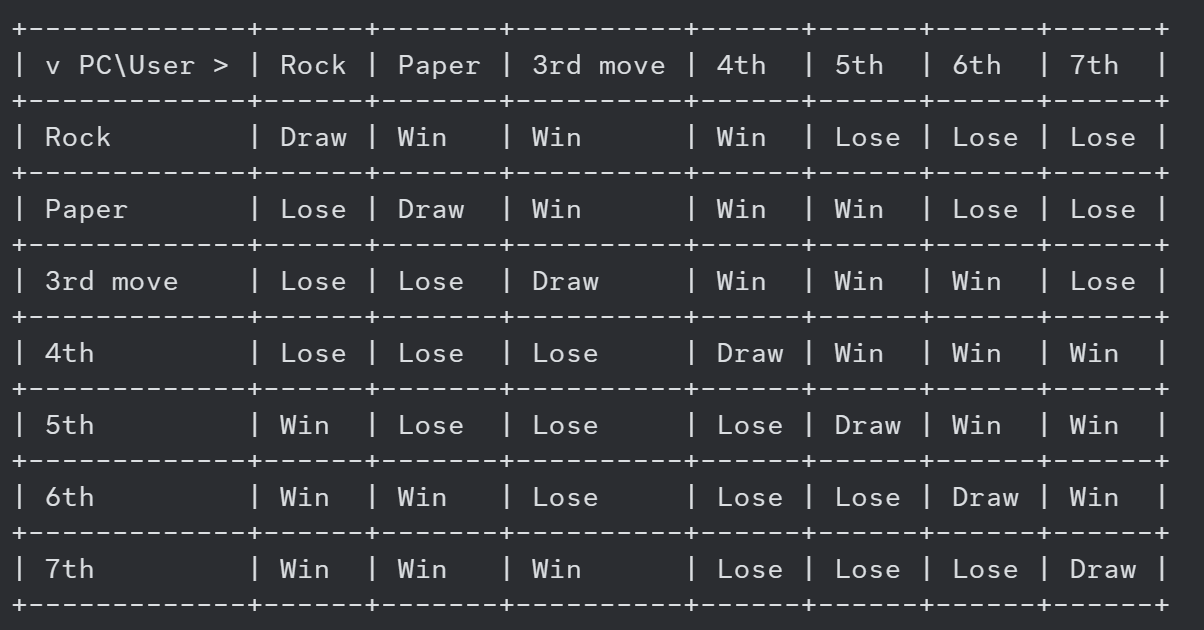 +-------------+------+-------+----------+------+------+------+------+
| v PC\User > | Rock | Paper | 3rd move | 4th  | 5th  | 6th  | 7th  |
+-------------+------+-------+----------+------+------+------+------+
| Rock        | Draw | Win   | Win      | Win  | Lose | Lose | Lose |
+-------------+------+-------+----------+------+------+------+------+
| Paper       | Lose | Draw  | Win      | Win  | Win  | Lose | Lose |
+-------------+------+-------+----------+------+------+------+------+
| 3rd move    | Lose | Lose  | Draw     | Win  | Win  | Win  | Lose |
+-------------+------+-------+----------+------+------+------+------+
| 4th         | Lose | Lose  | Lose     | Draw | Win  | Win  | Win  |
+-------------+------+-------+----------+------+------+------+------+
| 5th         | Win  | Lose  | Lose     | Lose | Draw | Win  | Win  |
+-------------+------+-------+----------+------+------+------+------+
| 6th         | Win  | Win   | Lose     | Lose | Lose | Draw | Win  |
+-------------+------+-------+----------+------+------+------+------+
| 7th         | Win  | Win   | Win      | Lose | Lose | Lose | Draw |
+-------------+------+-------+----------+------+------+------+------+